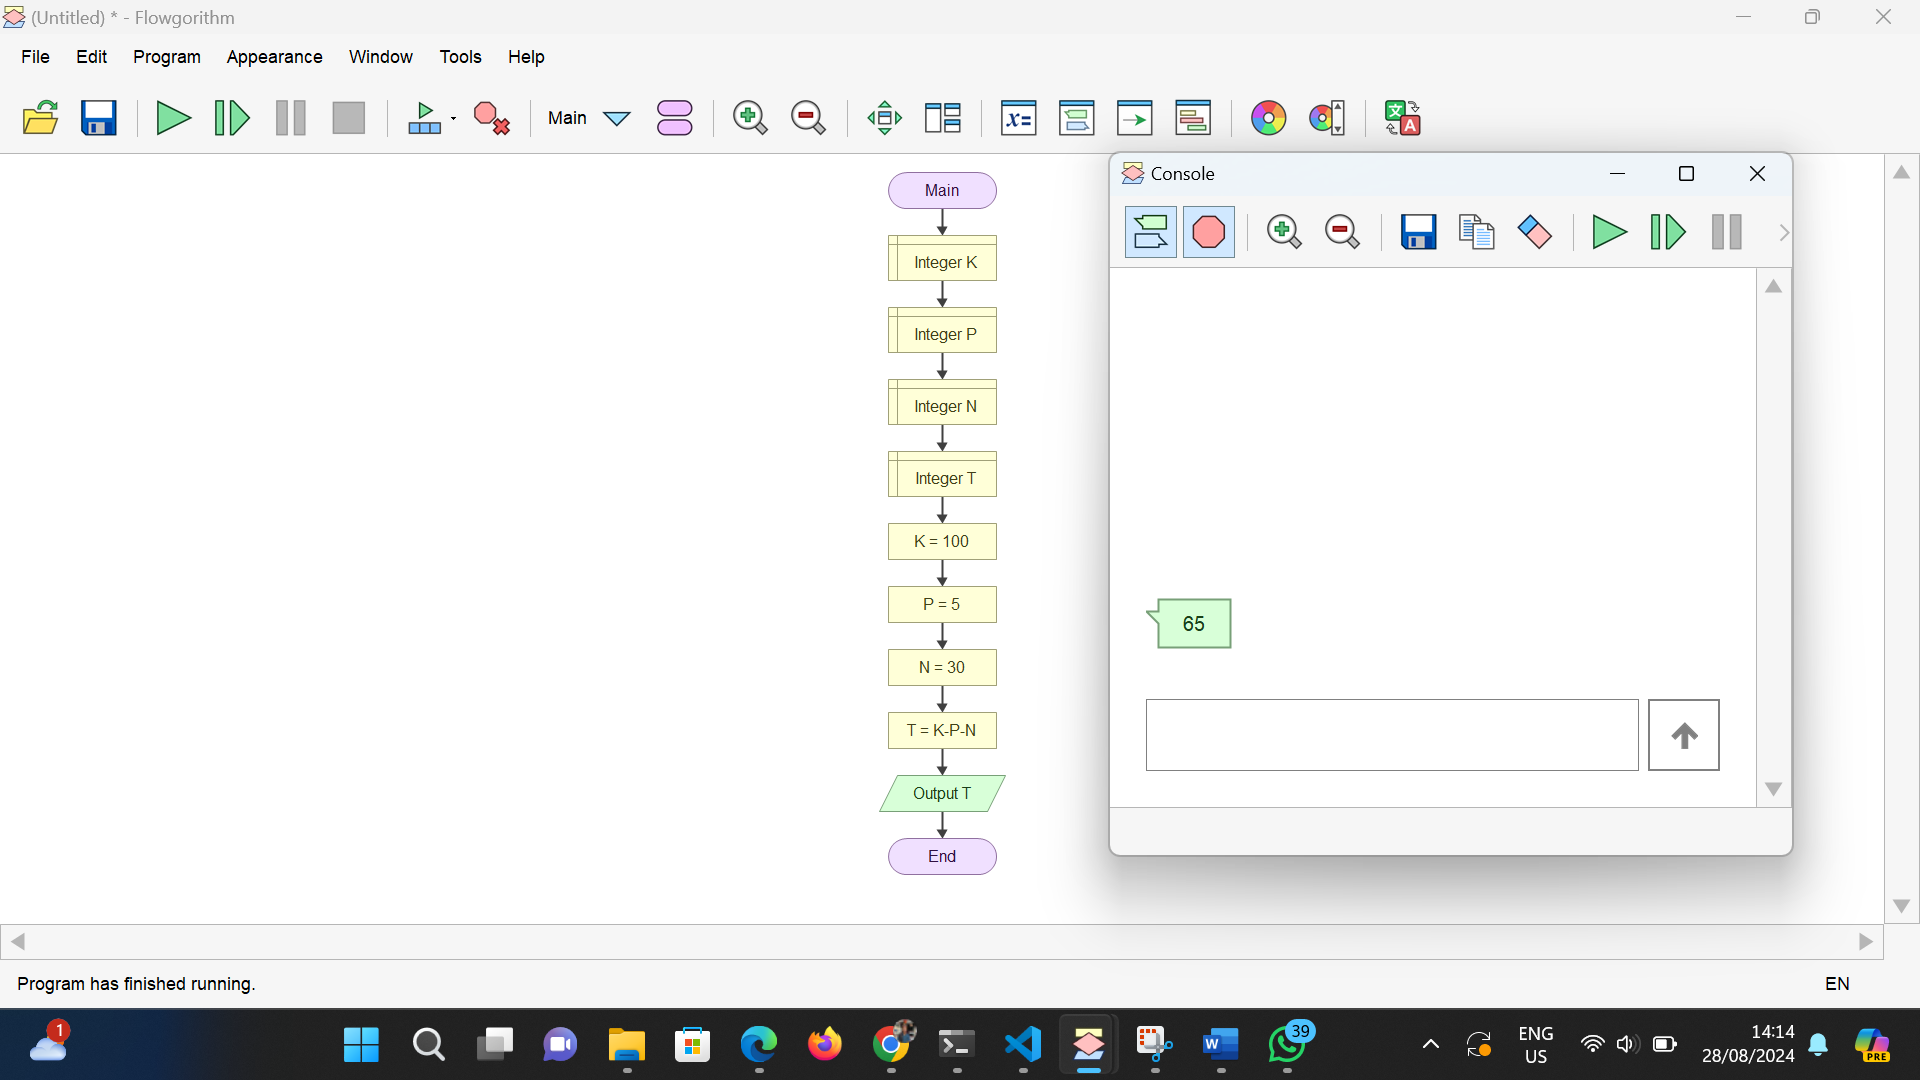 (Untitled) * - Flowgorithm
File Edit Program Appearance Window Tools Help
Main
Main
Integer K
Integer P
Integer N
Integer T
K = 100
P = 5
N = 30
T = K-P-N
Output T
End
Console
65
Program has finished running.
EN
1
39
ENG
US
14:14
28/08/2024
PRE